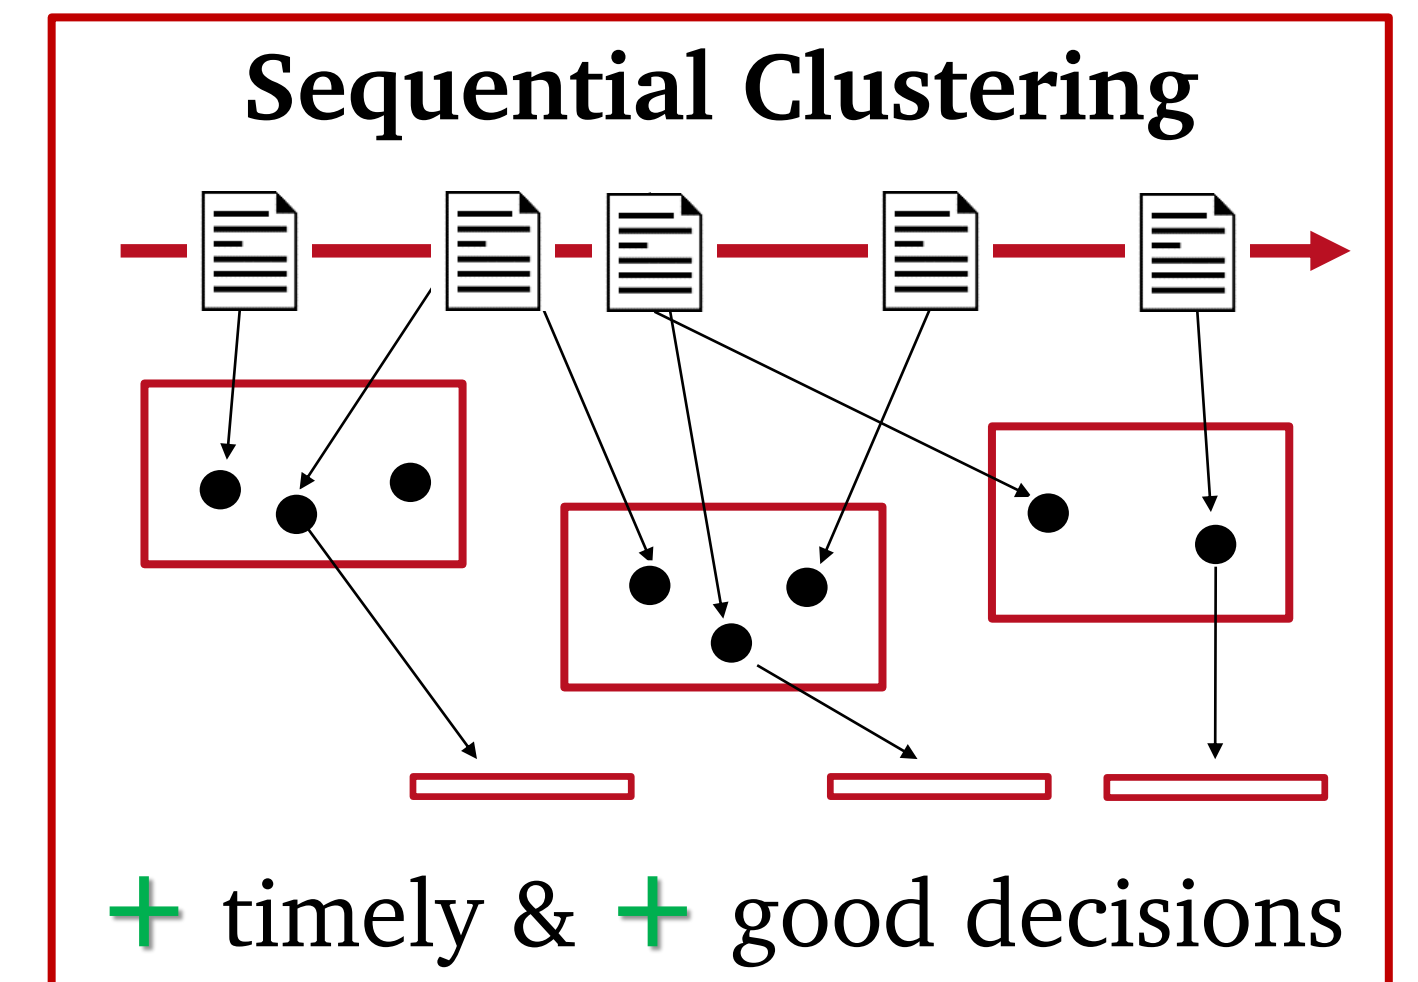 Sequential Clustering
+ timely & + good decisions